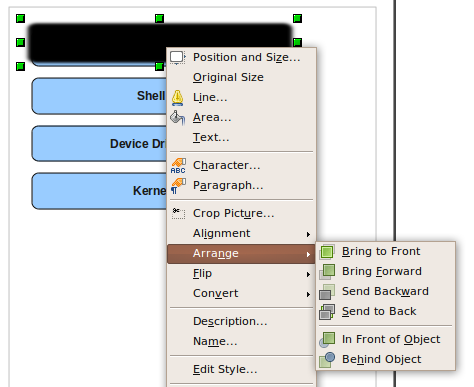 Position and Size...
Original Size
Line...
Area...
Text...
Character...
Paragraph...
Crop Picture...
Alignment
Arrange
Flip
Convert
Description...
Name...
Edit Style...
Bring to Front
Bring Forward
Send Backward
Send to Back
In Front of Object
Behind Object
Shell
Device Dr
Kerne
ABC